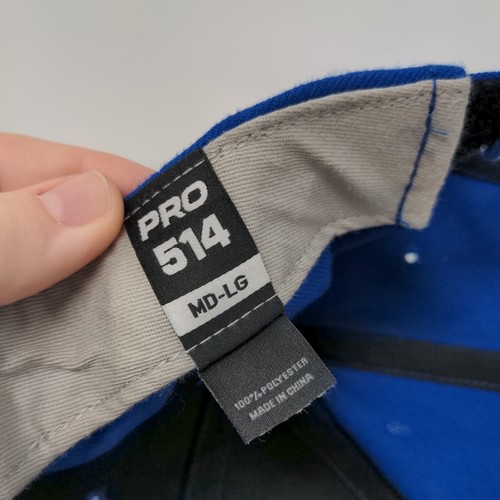 PRO
514
MD-LG
100% POLYESTER
MADE IN CHINA